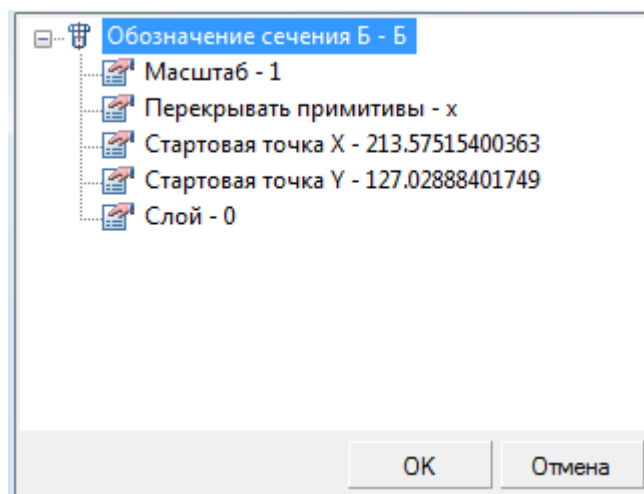 Обозначение сечения Б - Б
Масштаб - 1
Перекрывать примитивы - x
Стартовая точка X - 213.57515400363
Стартовая точка Y - 127.02888401749
Слой - 0
OK
Отмена